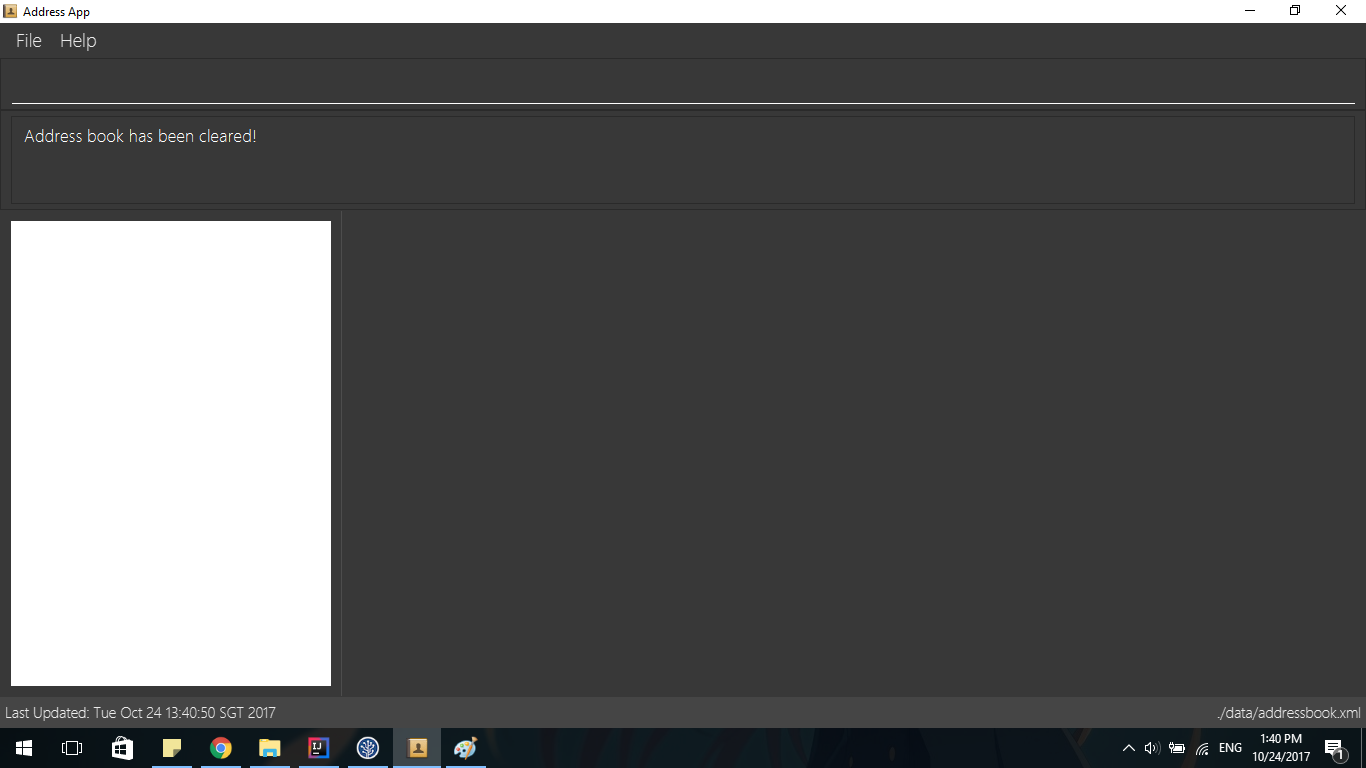 Address App
File Help
Address book has been cleared!
Last Updated: Tue Oct 24 13:40:50 SGT 2017
./data/addressbook.xml
IJ
ENG
1:40 PM
10/24/2017
1